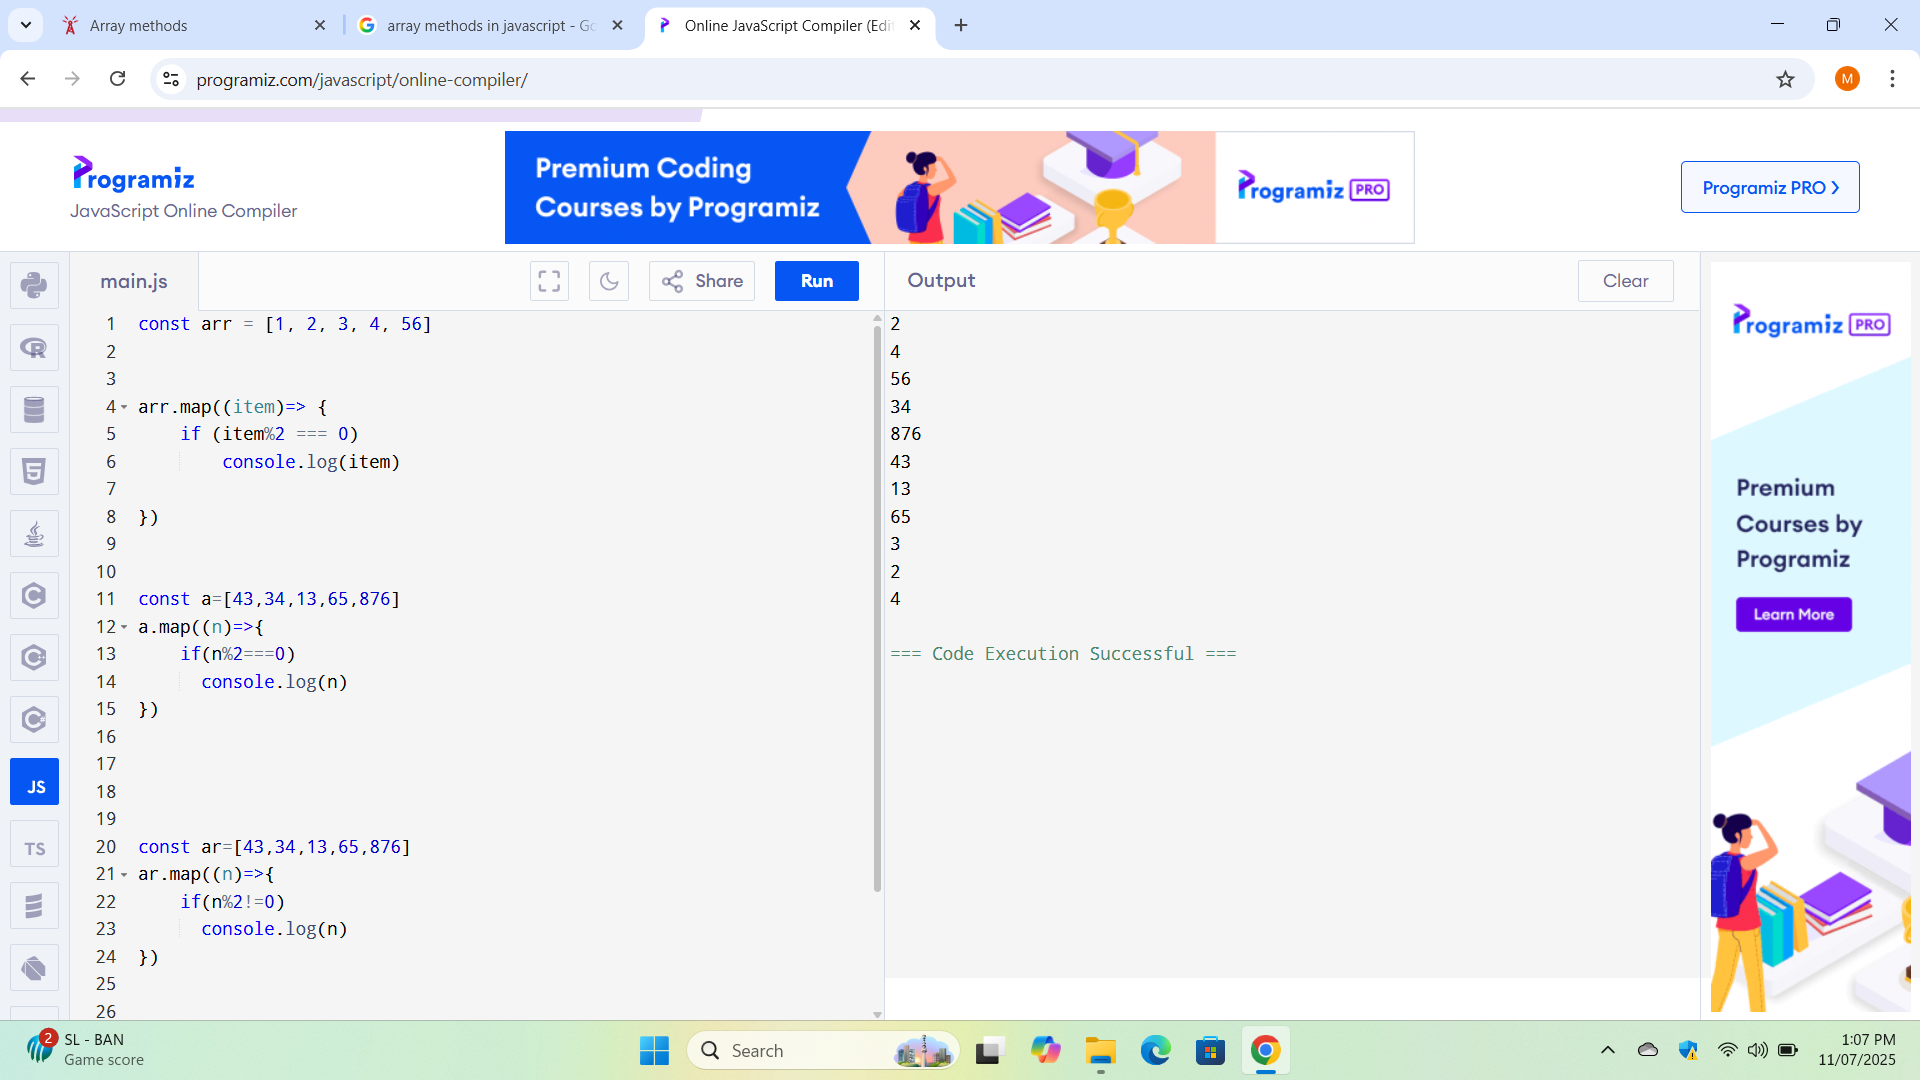 Array methods
array methods in javascript - Go
Online JavaScript Compiler (Edi
programiz.com/javascript/online-compiler/
M
Programiz
JavaScript Online Compiler
Premium Coding
Courses by Programiz
Programiz PRO
Programiz PRO ❯
main.js
Share
Run
Output
Clear
1 const arr = [1, 2, 3, 4, 56]
2
3
4 arr.map((item)=> {
5 if (item%2 === 0)
6 console.log(item)
7
8 })
9
10
11 const a=[43,34,13,65,876]
12 a.map((n)=>{
13 if(n%2===0)
14 console.log(n)
15 })
16
17
18
19
20 const ar=[43,34,13,65,876]
21 ar.map((n)=>{
22 if(n%2!=0)
23 console.log(n)
24 })
25
26
2
4
56
34
876
43
13
65
3
2
4
=== Code Execution Successful ===
Programiz PRO
Premium
Courses by
Programiz
Learn More
JS
TS
2
SL - BAN
Game score
Search
1:07 PM
11/07/2025